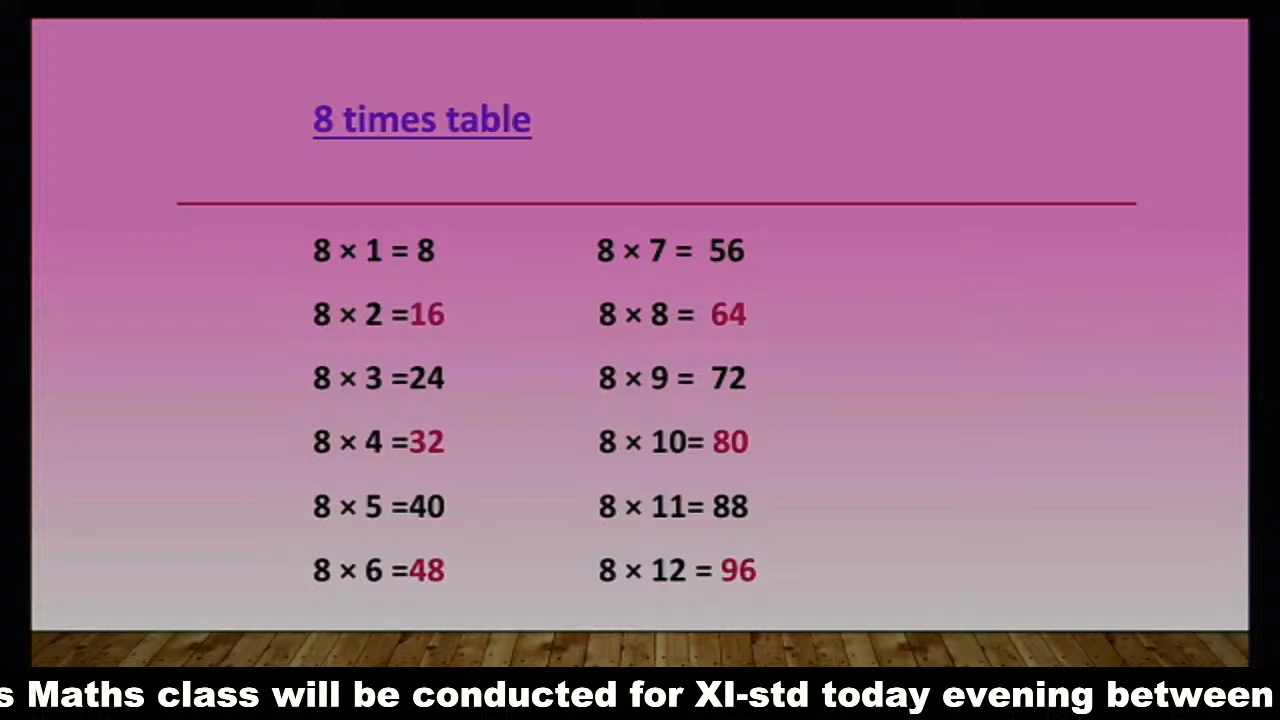 8 times table
8 × 1 = 8
8 × 2 =16
8 × 3 =24
8 × 4 =32
8 × 5 =40
8 × 6 =48
8 × 7 = 56
8 × 8 = 64
8 × 9 = 72
8 × 10= 80
8 × 11= 88
8 × 12 = 96
s Maths class will be conducted for XI-std today evening between